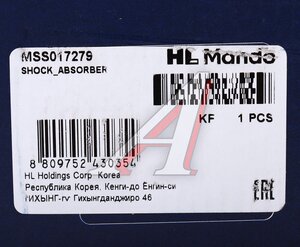 MSS017279
HL Mando
SHOCK_ABSORBER
KF 1 PCS
8 809752 430354
HL Holdings Corp. Korea
Республика Корея, Кенги-до Ёнгин-си
ГИХЫНГ-гу Гихынгданджиро 46
EAC